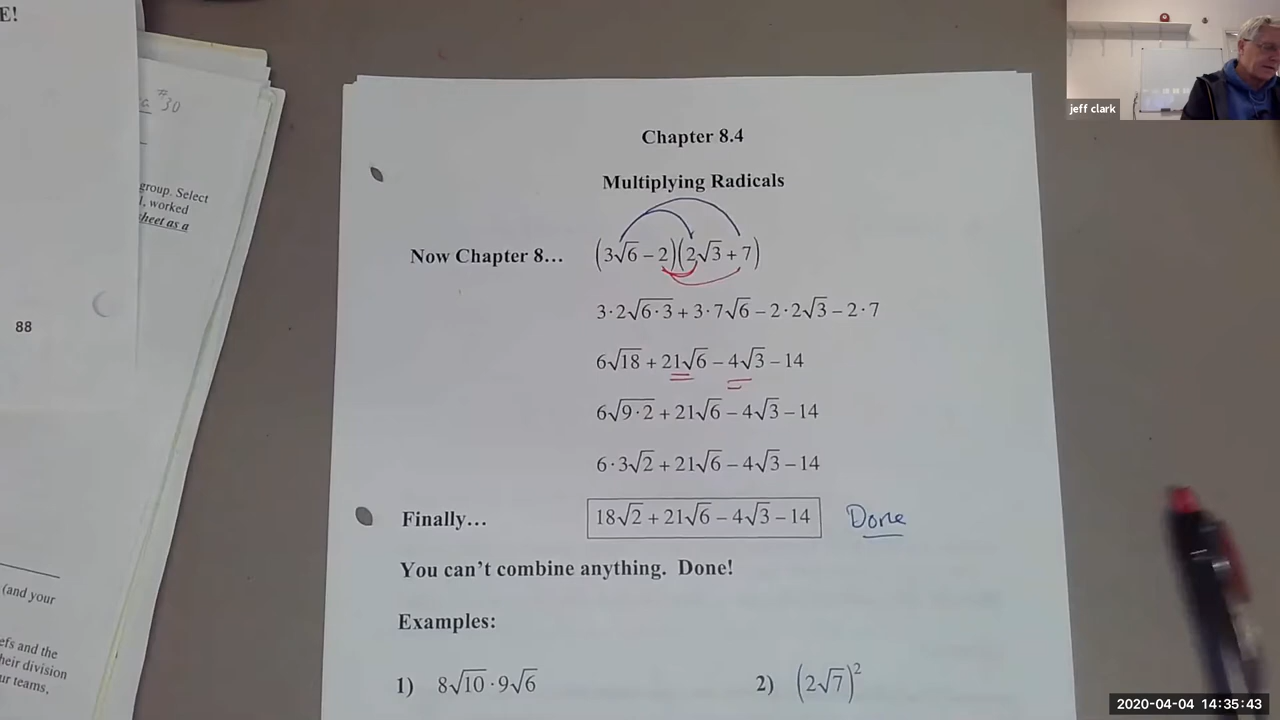 E!
a #30
group. Select
worked
sheet as a
88
(and your
efs and the
heir division
ur teams,
jeff clark
Chapter 8.4
Multiplying Radicals
Now Chapter 8… (3√6 − 2)(2√3 + 7)
3·2√(6·3) + 3·7√6 − 2·2√3 − 2·7
6√18 + 21√6 − 4√3 − 14
6√(9·2) + 21√6 − 4√3 − 14
6·3√2 + 21√6 − 4√3 − 14
Finally… 18√2 + 21√6 − 4√3 − 14 Done
You can’t combine anything. Done!
Examples:
1) 8√10 · 9√6 2) (2√7)²
2020-04-04 14:35:43